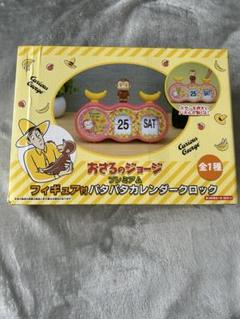 Curious
George
25
SAT
おさるのジョージ
プレミアム
フィギュア付パタパタカレンダークロック
全1種
Curious
George